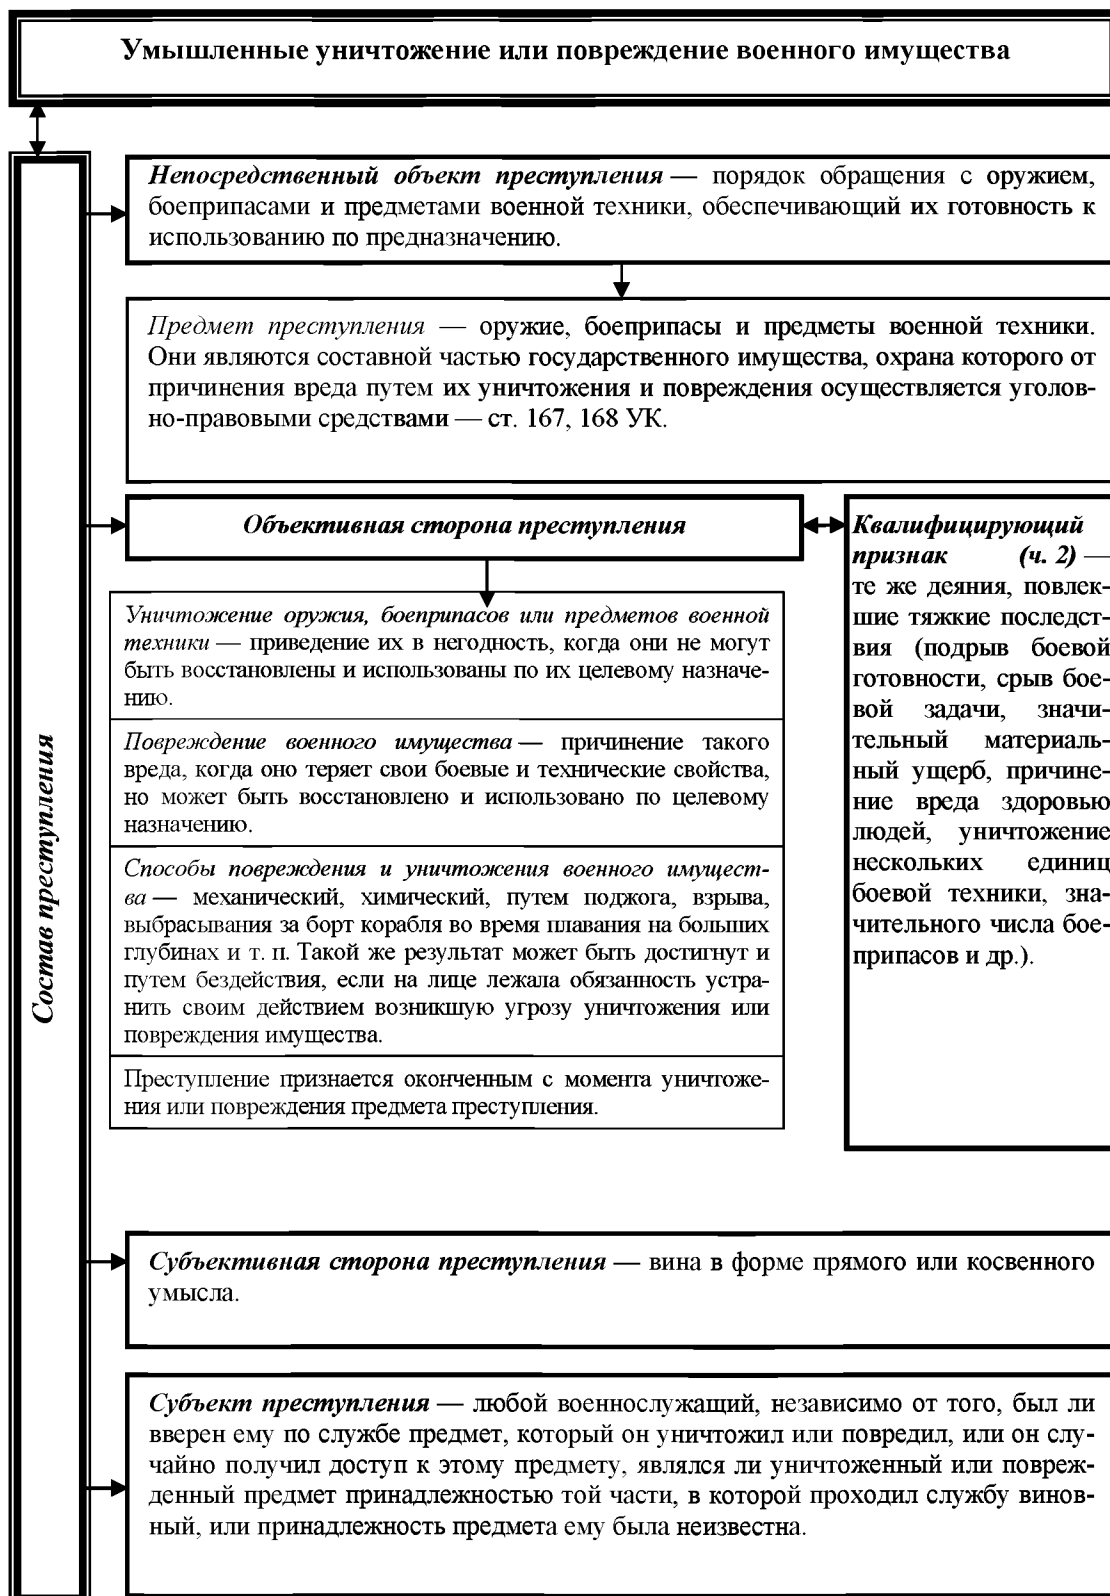 Умышленные уничтожение или повреждение военного имущества
Состав преступления
Непосредственный объект преступления — порядок обращения с оружием,
боеприпасами и предметами военной техники, обеспечивающий их готовность к
использованию по предназначению.
Предмет преступления — оружие, боеприпасы и предметы военной техники.
Они являются составной частью государственного имущества, охрана которого от
причинения вреда путем их уничтожения и повреждения осуществляется уголов-
но-правовыми средствами — ст. 167, 168 УК.
Объективная сторона преступления
Уничтожение оружия, боеприпасов или предметов военной
техники — приведение их в негодность, когда они не могут
быть восстановлены и использованы по их целевому назначе-
нию.
Повреждение военного имущества — причинение такого
вреда, когда оно теряет свои боевые и технические свойства,
но может быть восстановлено и использовано по целевому
назначению.
Способы повреждения и уничтожения военного имущест-
ва — механический, химический, путем поджога, взрыва,
выбрасывания за борт корабля во время плавания на больших
глубинах и т. п. Такой же результат может быть достигнут и
путем бездействия, если на лице лежала обязанность устра-
нить своим действием возникшую угрозу уничтожения или
повреждения имущества.
Преступление признается оконченным с момента уничтоже-
ния или повреждения предмета преступления.
Квалифицирующий
признак (ч. 2) —
те же деяния, повлек-
шие тяжкие последст-
вия (подрыв боевой
готовности, срыв бое-
вой задачи, значи-
тельный материаль-
ный ущерб, причине-
ние вреда здоровью
людей, уничтожение
нескольких единиц
боевой техники, зна-
чительного числа бое-
припасов и др.).
Субъективная сторона преступления — вина в форме прямого или косвенного
умысла.
Субъект преступления — любой военнослужащий, независимо от того, был ли
вверен ему по службе предмет, который он уничтожил или повредил, или он слу-
чайно получил доступ к этому предмету, являлся ли уничтоженный или повреж-
денный предмет принадлежностью той части, в которой проходил службу винов-
ный, или принадлежность предмета ему была неизвестна.